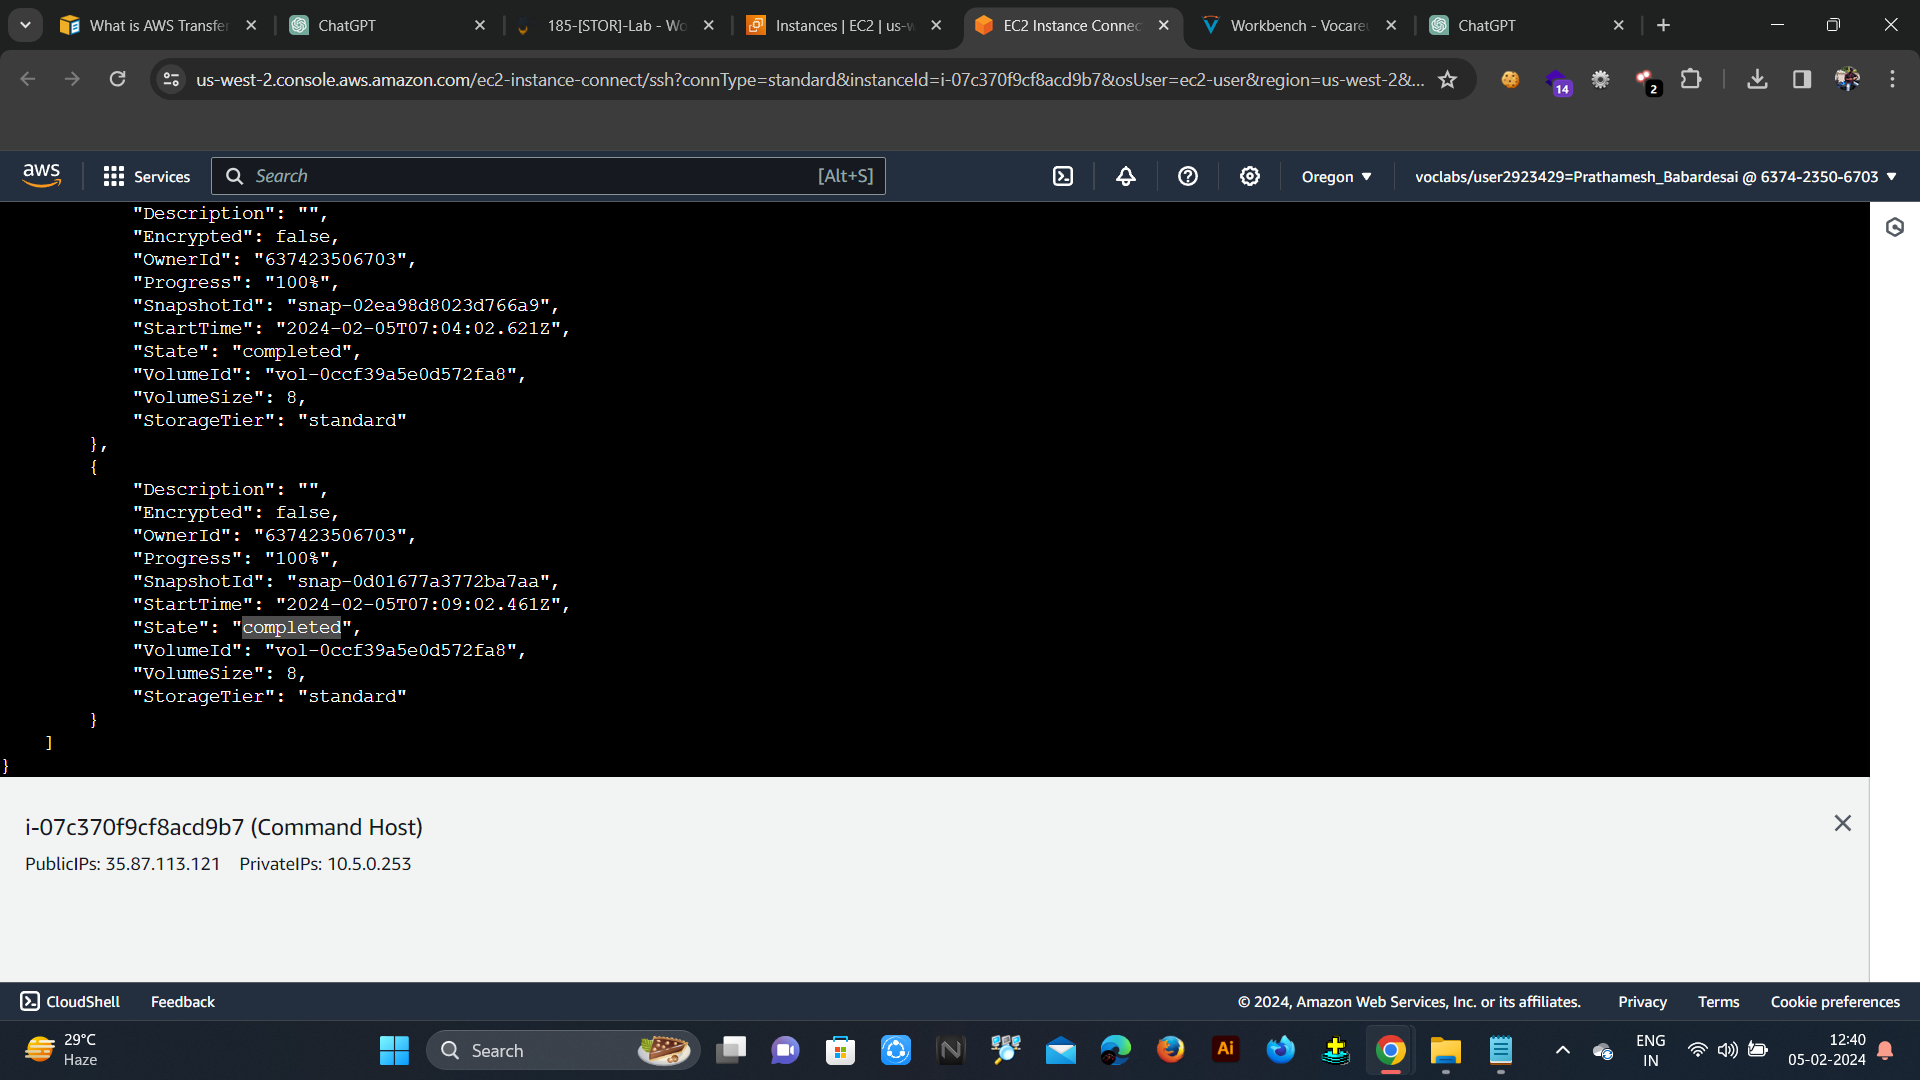 What is AWS Transfer
ChatGPT
185-[STOR]-Lab - Wo
Instances | EC2 | us-w
EC2 Instance Connec
Workbench - Vocareu
ChatGPT
us-west-2.console.aws.amazon.com/ec2-instance-connect/ssh?connType=standard&instanceId=i-07c370f9cf8acd9b7&osUser=ec2-user&region=us-west-2&...
14
2
aws
Services
Search
[Alt+S]
Oregon
voclabs/user2923429=Prathamesh_Babardesai @ 6374-2350-6703
"Description": "",
"Encrypted": false,
"OwnerId": "637423506703",
"Progress": "100%",
"SnapshotId": "snap-02ea98d8023d766a9",
"StartTime": "2024-02-05T07:04:02.621Z",
"State": "completed",
"VolumeId": "vol-0ccf39a5e0d572fa8",
"VolumeSize": 8,
"StorageTier": "standard"
},
{
"Description": "",
"Encrypted": false,
"OwnerId": "637423506703",
"Progress": "100%",
"SnapshotId": "snap-0d01677a3772ba7aa",
"StartTime": "2024-02-05T07:09:02.461Z",
"State": "completed",
"VolumeId": "vol-0ccf39a5e0d572fa8",
"VolumeSize": 8,
"StorageTier": "standard"
}
]
}
i-07c370f9cf8acd9b7 (Command Host)
PublicIPs: 35.87.113.121 PrivateIPs: 10.5.0.253
CloudShell
Feedback
© 2024, Amazon Web Services, Inc. or its affiliates.
Privacy
Terms
Cookie preferences
29°C
Haze
Search
Ai
ENG
IN
12:40
05-02-2024